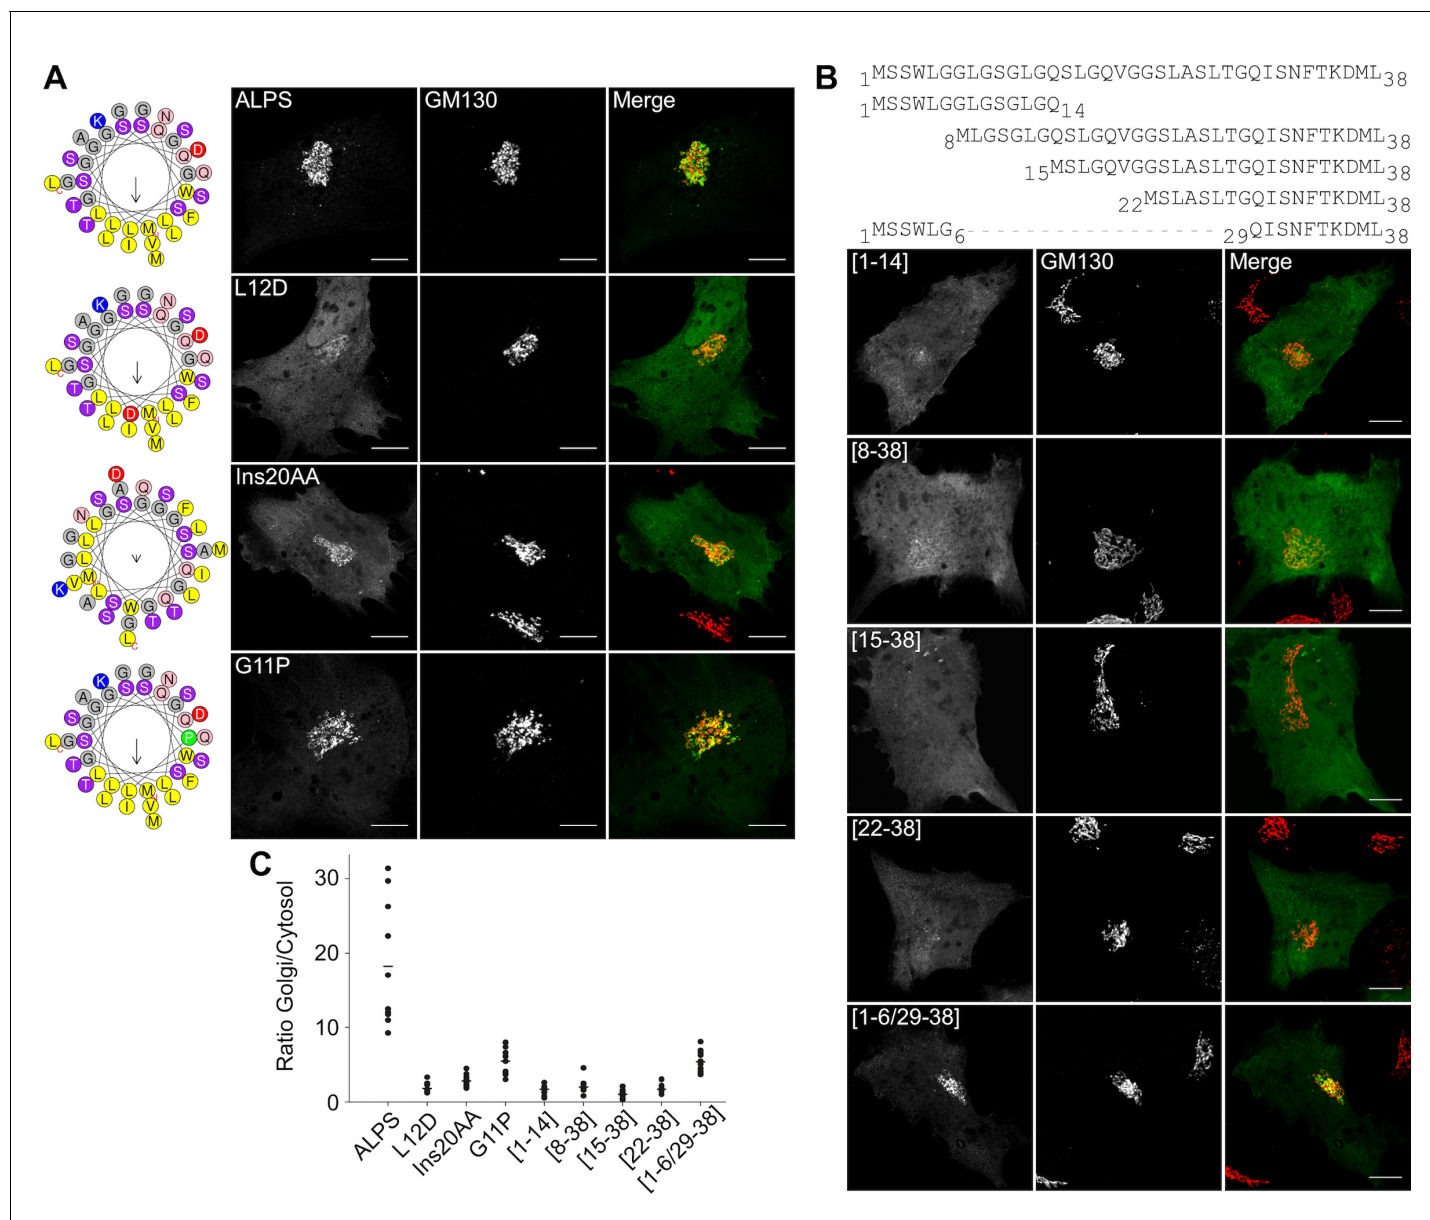 A
ALPS
GM130
Merge
L12D
Ins20AA
G11P
B
1MSSWLGGLGSGLGQSLGQVGGSLASLTGQISNFTKDML38
1MSSWLGGLGSGLGQ14
8MLGSGLGQSLGQVGGSLASLTGQISNFTKDML38
15MSLGQVGGSLASLTGQISNFTKDML38
22MSLASLTGQISNFTKDML38
1MSSWLG6----------------29QISNFTKDML38
[1-14]
GM130
Merge
[8-38]
[15-38]
[22-38]
[1-6/29-38]
C
Ratio Golgi/Cytosol
30
20
10
0
ALPS
L12D
Ins20AA
G11P
[1-14]
[8-38]
[15-38]
[22-38]
[1-6/29-38]